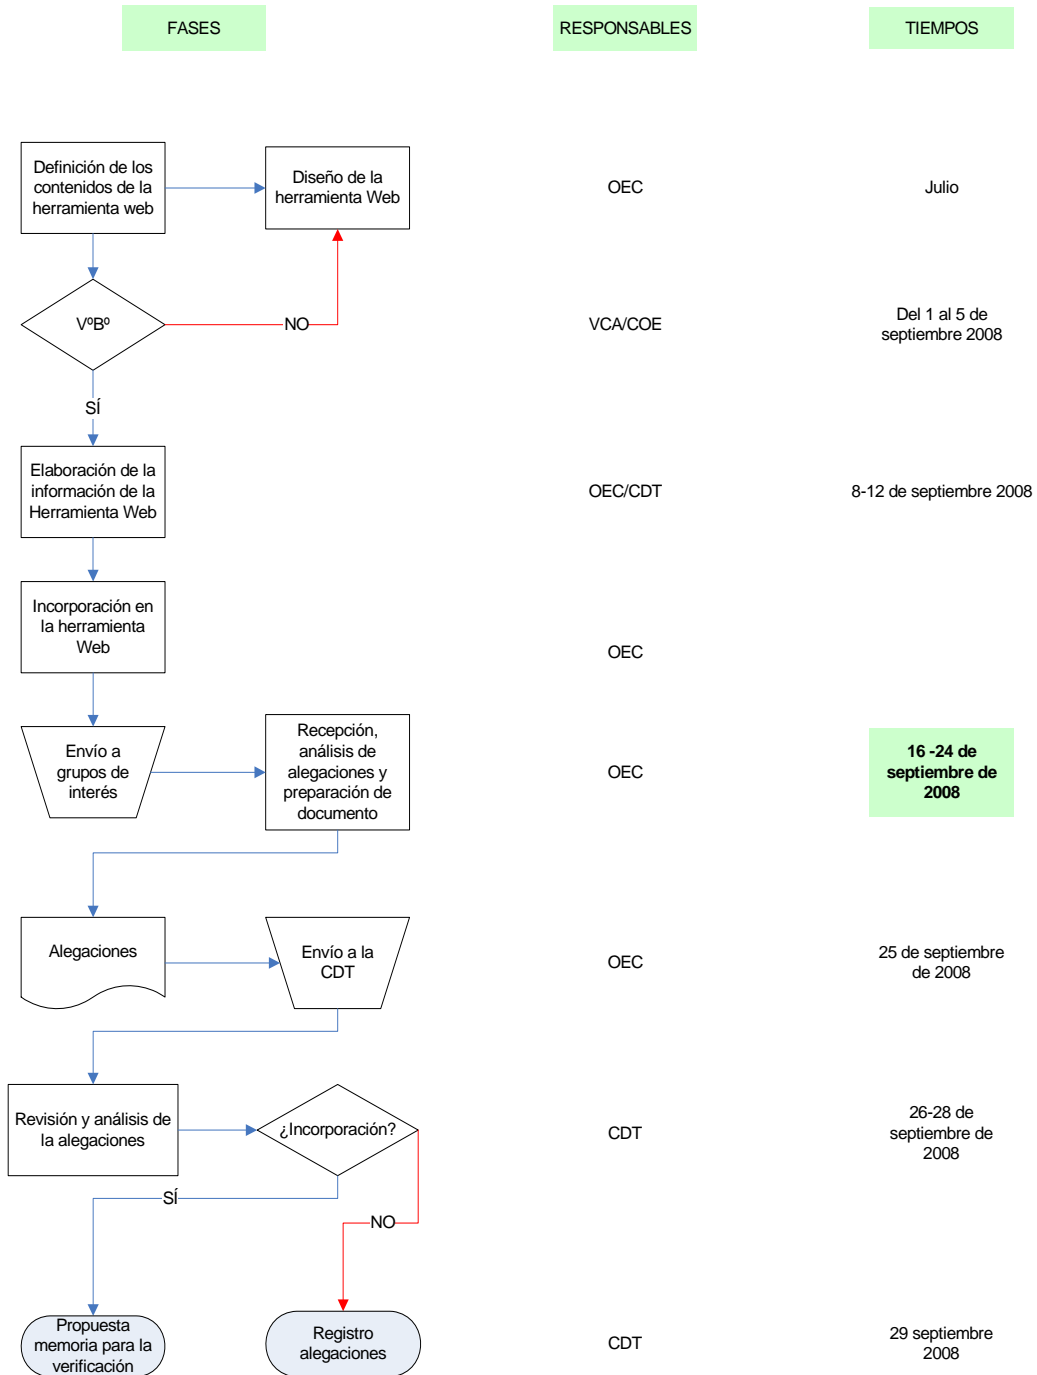 FASES
RESPONSABLES
TIEMPOS
Definición de los
contenidos de la
herramienta web
Diseño de la
herramienta Web
OEC
Julio
VºBº
NO
VCA/COE
Del 1 al 5 de
septiembre 2008
SÍ
Elaboración de la
información de la
Herramienta Web
OEC/CDT
8-12 de septiembre 2008
Incorporación en
la herramienta
Web
OEC
Envío a
grupos de
interés
Recepción,
análisis de
alegaciones y
preparación de
documento
OEC
16 -24 de
septiembre de
2008
Alegaciones
Envío a la
CDT
OEC
25 de septiembre
de 2008
Revisión y análisis de
la alegaciones
¿Incorporación?
CDT
26-28 de
septiembre de
2008
SÍ
NO
Propuesta
memoria para la
verificación
Registro
alegaciones
CDT
29 septiembre
2008